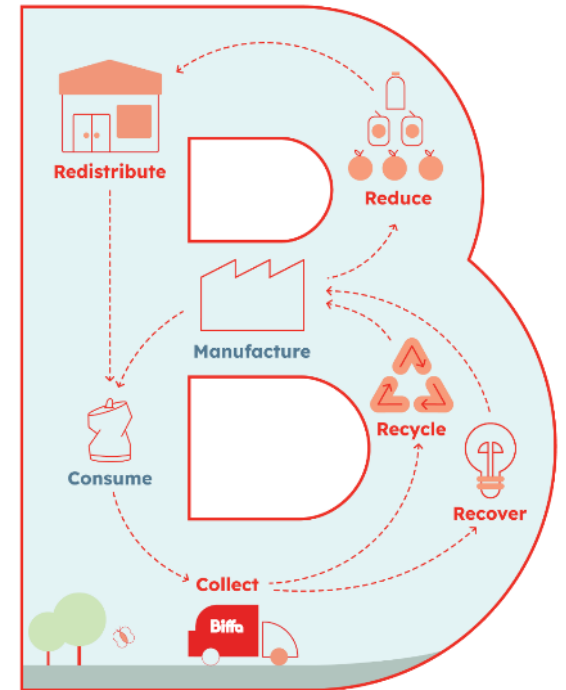 Redistribute
Reduce
Manufacture
Recycle
Consume
Recover
Collect
Biffa